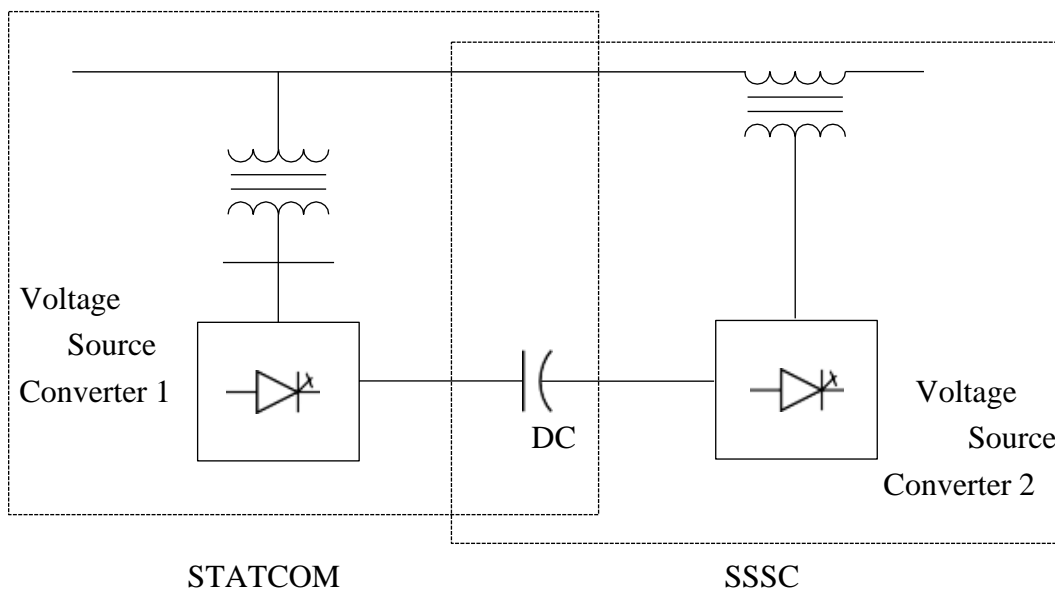 Voltage
Source
Converter 1
DC
Voltage
Source
Converter 2
STATCOM
SSSC